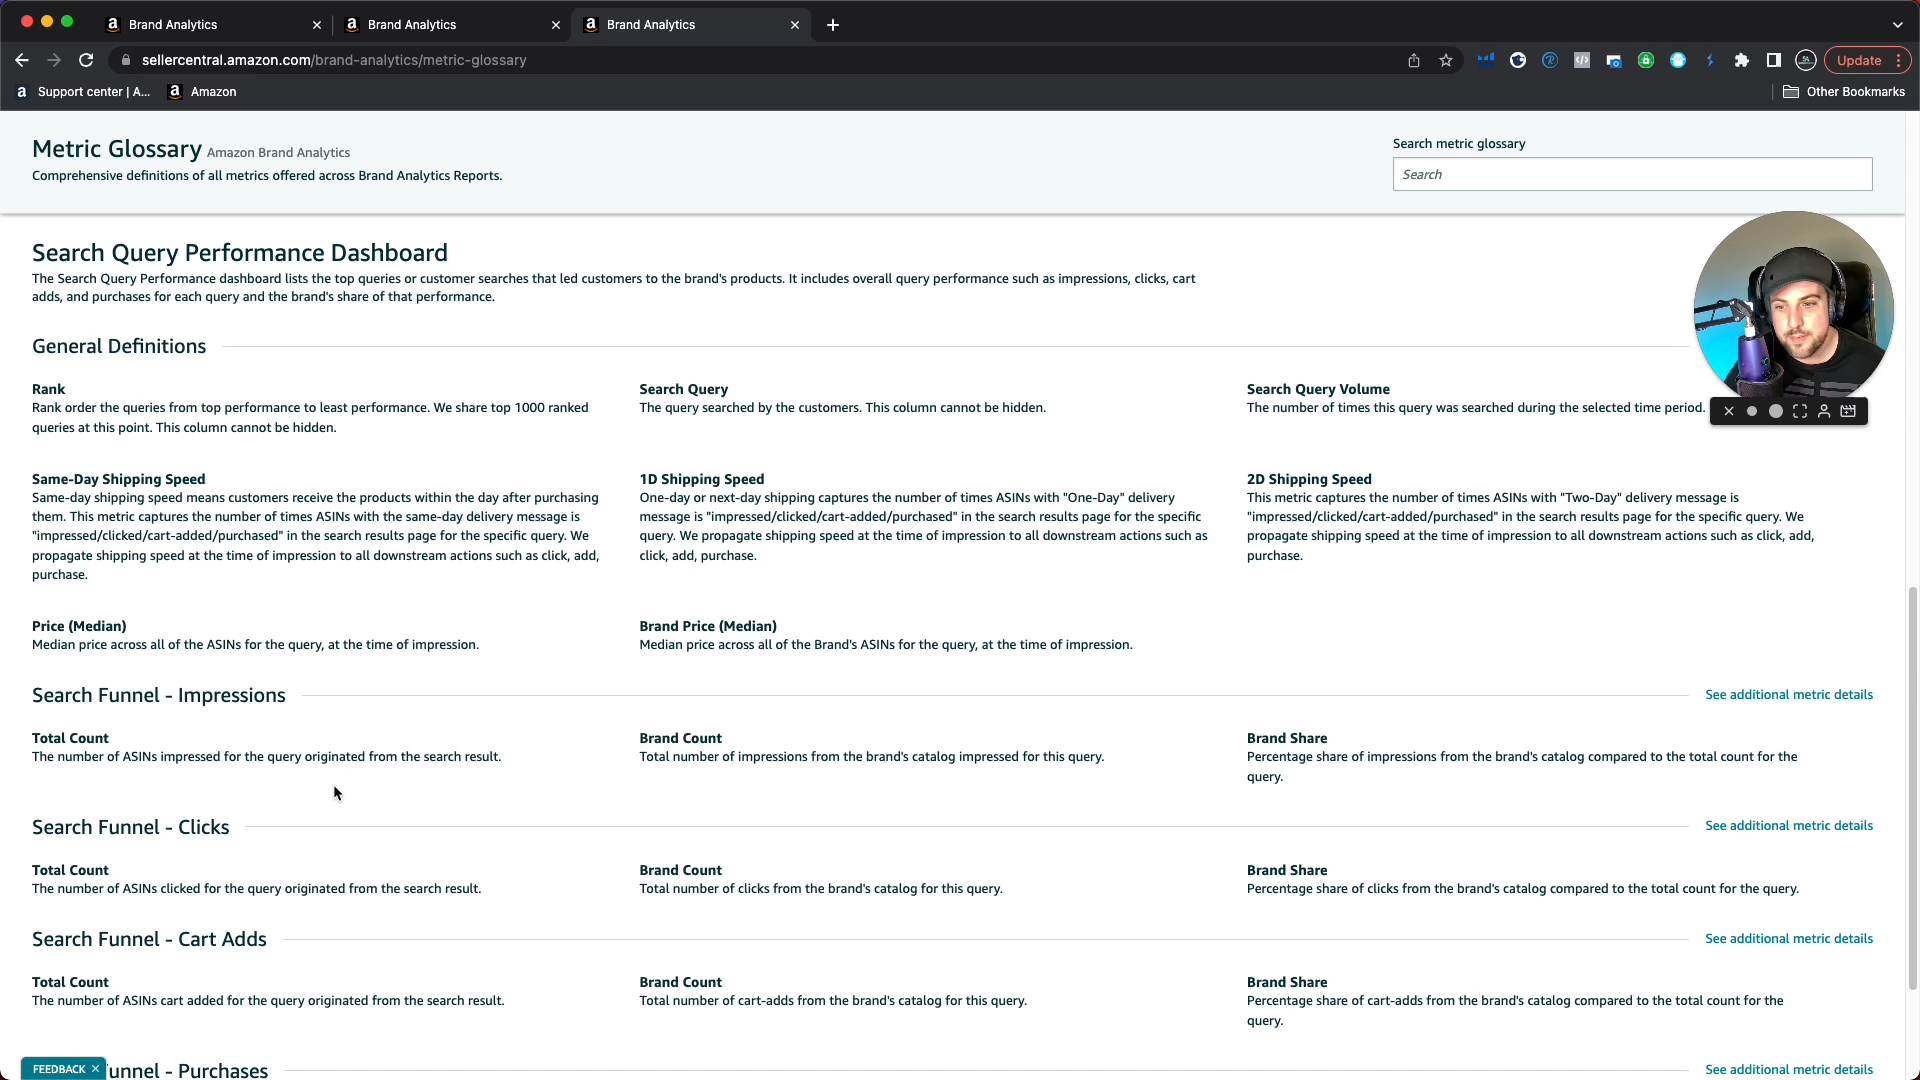 Brand Analytics
Brand Analytics
Brand Analytics
sellercentral.amazon.com/brand-analytics/metric-glossary
Update
Support center | A...
Amazon
Other Bookmarks
Metric Glossary Amazon Brand Analytics
Comprehensive definitions of all metrics offered across Brand Analytics Reports.
Search metric glossary
Search
Search Query Performance Dashboard
The Search Query Performance dashboard lists the top queries or customer searches that led customers to the brand's products. It includes overall query performance such as impressions, clicks, cart
adds, and purchases for each query and the brand's share of that performance.
General Definitions
Rank
Rank order the queries from top performance to least performance. We share top 1000 ranked
queries at this point. This column cannot be hidden.
Search Query
The query searched by the customers. This column cannot be hidden.
Search Query Volume
The number of times this query was searched during the selected time period.
Same-Day Shipping Speed
Same-day shipping speed means customers receive the products within the day after purchasing
them. This metric captures the number of times ASINs with the same-day delivery message is
"impressed/clicked/cart-added/purchased" in the search results page for the specific query. We
propagate shipping speed at the time of impression to all downstream actions such as click, add,
purchase.
1D Shipping Speed
One-day or next-day shipping captures the number of times ASINs with "One-Day" delivery
message is "impressed/clicked/cart-added/purchased" in the search results page for the specific
query. We propagate shipping speed at the time of impression to all downstream actions such as
click, add, purchase.
2D Shipping Speed
This metric captures the number of times ASINs with "Two-Day" delivery message is
"impressed/clicked/cart-added/purchased" in the search results page for the specific query. We
propagate shipping speed at the time of impression to all downstream actions such as click, add,
purchase.
Price (Median)
Median price across all of the ASINs for the query, at the time of impression.
Brand Price (Median)
Median price across all of the Brand's ASINs for the query, at the time of impression.
Search Funnel - Impressions
See additional metric details
Total Count
The number of ASINs impressed for the query originated from the search result.
Brand Count
Total number of impressions from the brand's catalog impressed for this query.
Brand Share
Percentage share of impressions from the brand's catalog compared to the total count for the
query.
Search Funnel - Clicks
See additional metric details
Total Count
The number of ASINs clicked for the query originated from the search result.
Brand Count
Total number of clicks from the brand's catalog for this query.
Brand Share
Percentage share of clicks from the brand's catalog compared to the total count for the query.
Search Funnel - Cart Adds
See additional metric details
Total Count
The number of ASINs cart added for the query originated from the search result.
Brand Count
Total number of cart-adds from the brand's catalog for this query.
Brand Share
Percentage share of cart-adds from the brand's catalog compared to the total count for the
query.
FEEDBACK
unnel - Purchases
See additional metric details